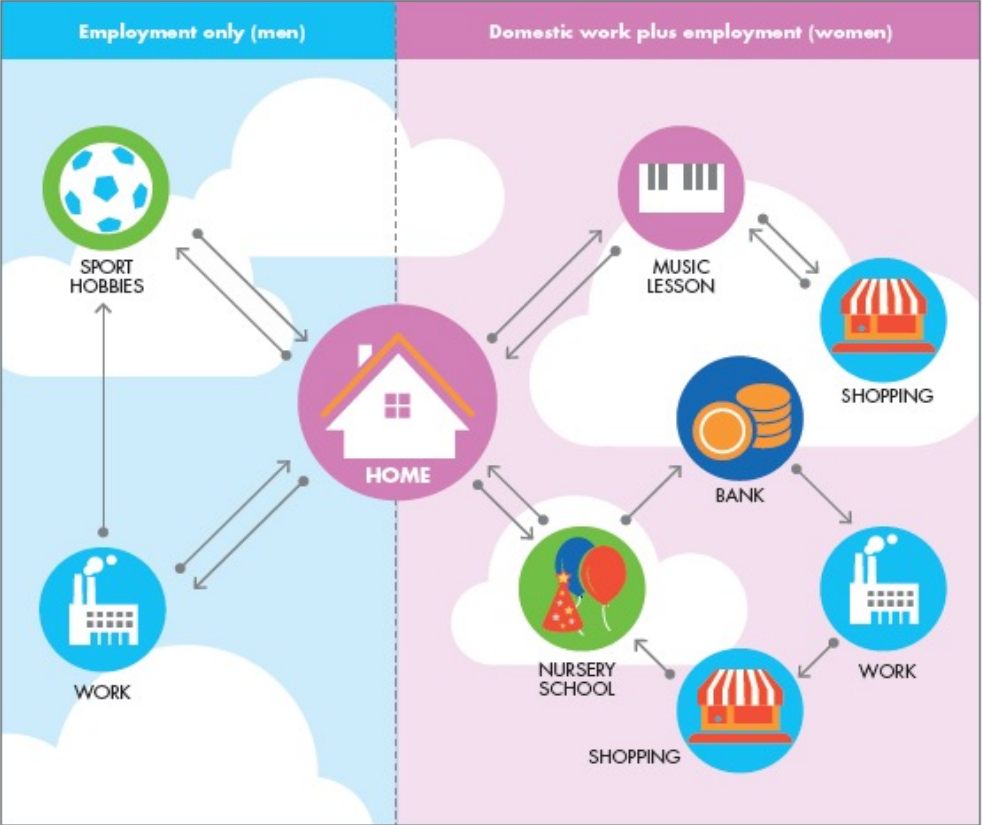 Employment only (men)
Domestic work plus employment (women)
SPORT
HOBBIES
MUSIC
LESSON
SHOPPING
HOME
BANK
NURSERY
SCHOOL
WORK
WORK
SHOPPING